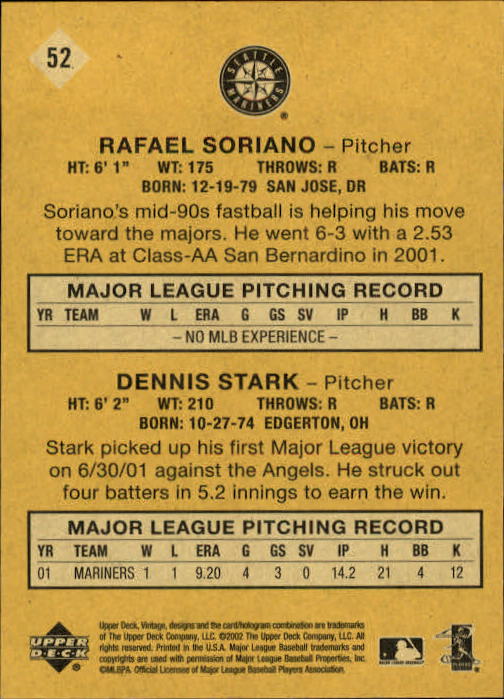 52
SEATTLE
MARINERS
®
RAFAEL SORIANO – Pitcher
HT: 6' 1" WT: 175 THROWS: R BATS: R
BORN: 12-19-79 SAN JOSE, DR
Soriano's mid-90s fastball is helping his move
toward the majors. He went 6-3 with a 2.53
ERA at Class-AA San Bernardino in 2001.
MAJOR LEAGUE PITCHING RECORD
YR TEAM W L ERA G GS SV IP H BB K
– NO MLB EXPERIENCE –
DENNIS STARK – Pitcher
HT: 6' 2" WT: 210 THROWS: R BATS: R
BORN: 10-27-74 EDGERTON, OH
Stark picked up his first Major League victory
on 6/30/01 against the Angels. He struck out
four batters in 5.2 innings to earn the win.
MAJOR LEAGUE PITCHING RECORD
YR TEAM W L ERA G GS SV IP H BB K
01 MARINERS 1 1 9.20 4 3 0 14.2 21 4 12
UPPER
DECK
Upper Deck, Vintage, designs and the card/hologram combination are trademarks
of The Upper Deck Company, LLC. ©2002 The Upper Deck Company, LLC. All
rights reserved. Printed in the U.S.A. Major League Baseball trademarks and
copyrights are used with permission of Major League Baseball Properties, Inc.
©MLBPA Official Licensee of Major League Baseball Players Association.
MAJOR LEAGUE BASEBALL
PLAYERS